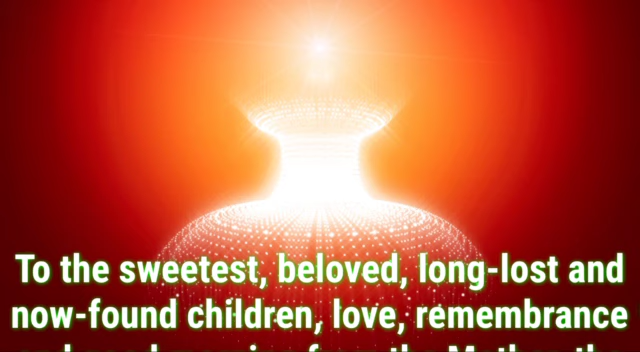 To the sweetest, beloved, long-lost and
now-found children, love, remembrance